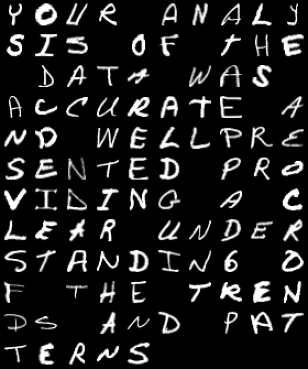 YOUR ANALY
SIS OF THE
DATA WAS
ACCURATE A
ND WELLPRE
SENTED PRO
VIDING A C
LEAR UNDER
STANDING O
F THE TREN
DS AND PAT
TERNS